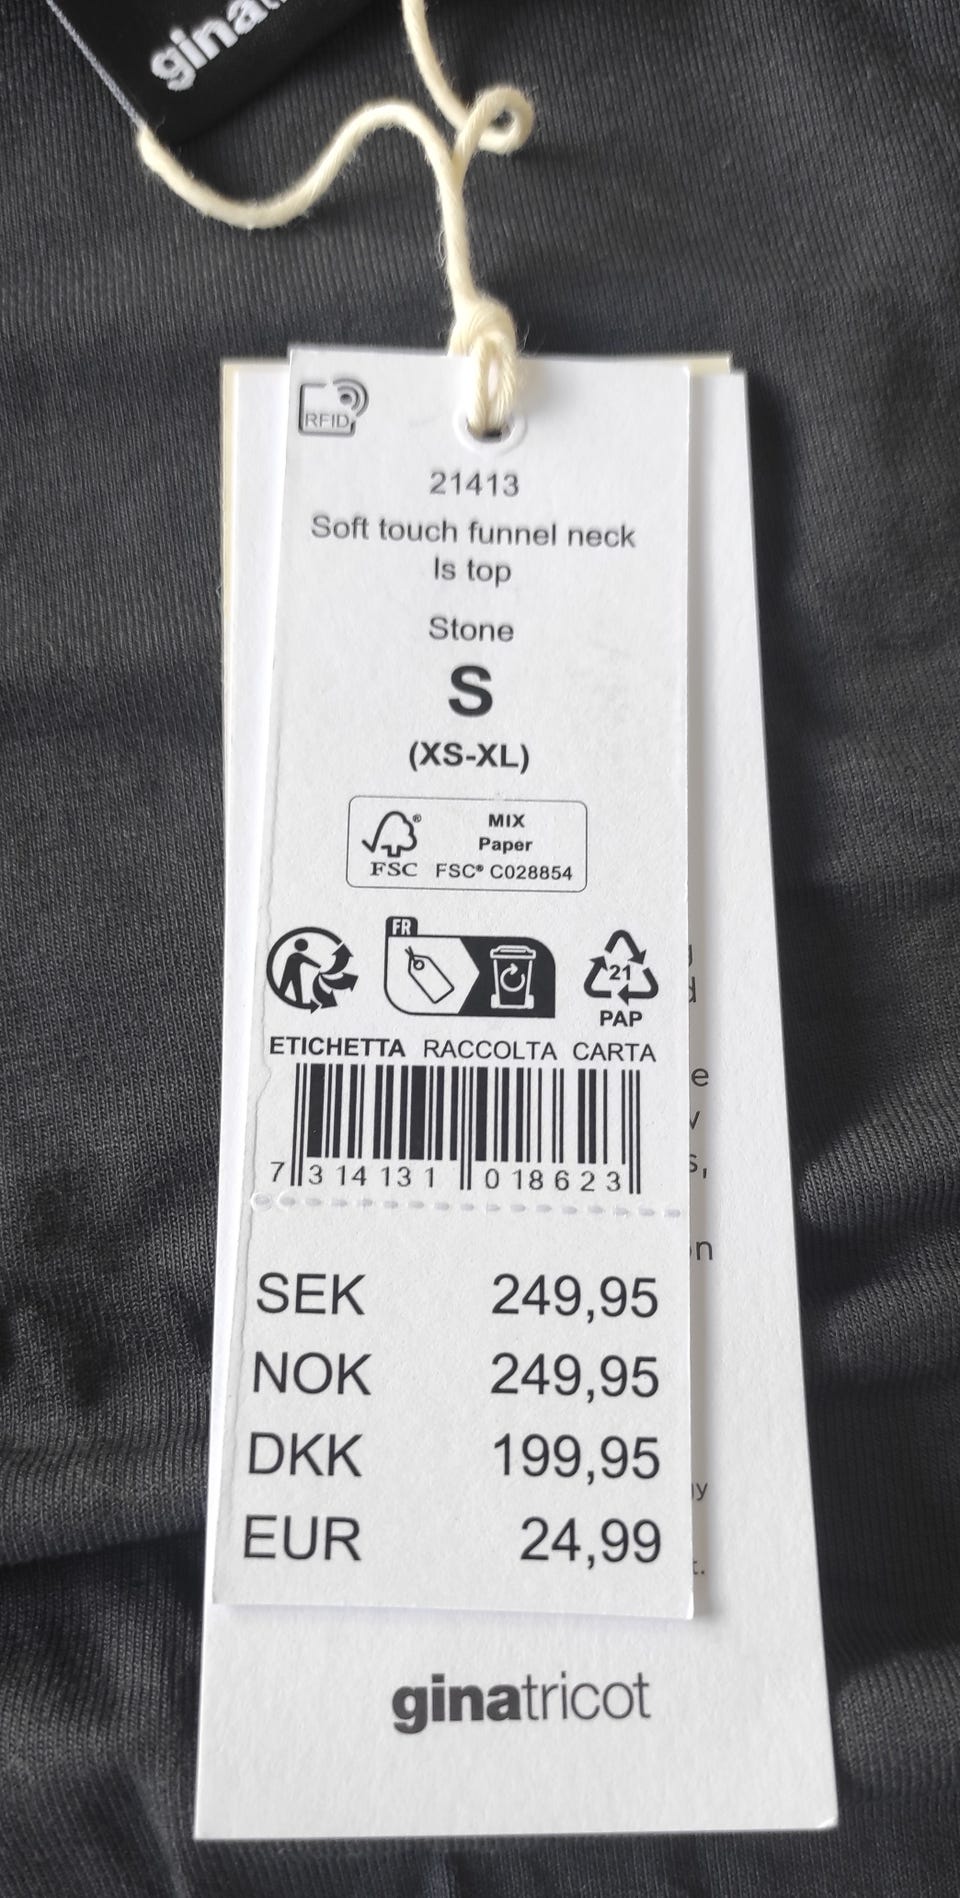 gina
RFID
21413
Soft touch funnel neck
ls top
Stone
S
(XS-XL)
MIX
Paper
FSC FSC® C028854
FR
21
PAP
ETICHETTA RACCOLTA CARTA
7 314131 018623
SEK 249,95
NOK 249,95
DKK 199,95
EUR 24,99
ginatricot